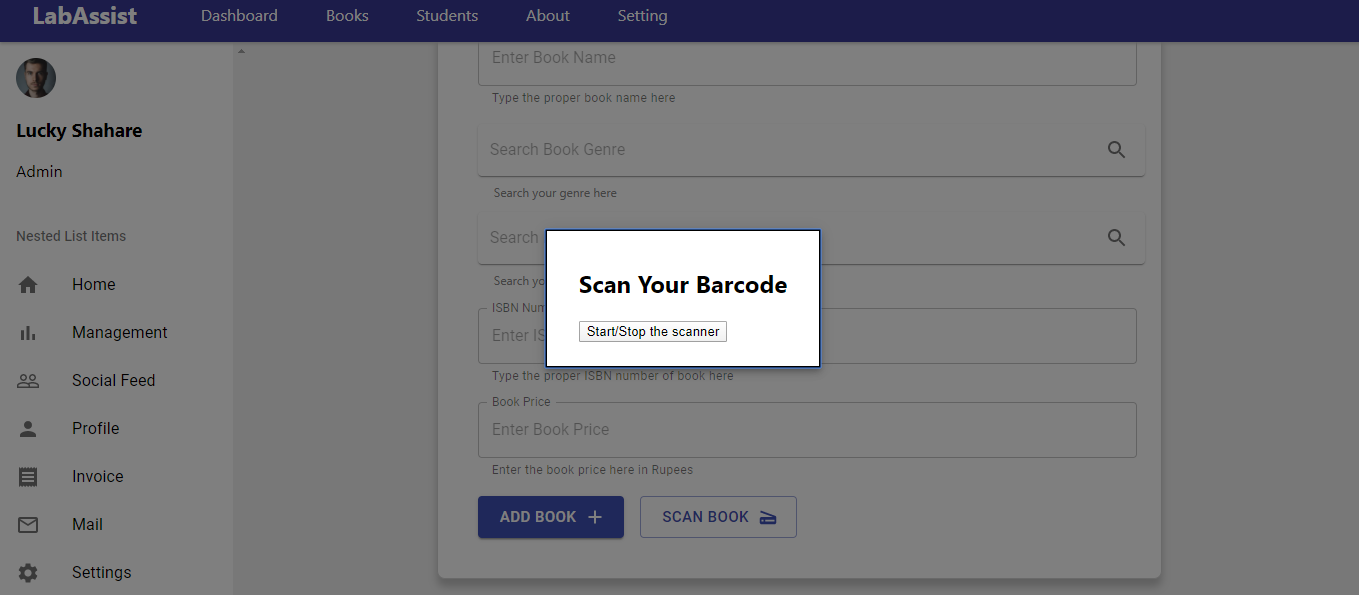 LabAssist Dashboard Books Students About Setting
Lucky Shahare
Admin
Nested List Items
Home
Management
Social Feed
Profile
Invoice
Mail
Settings
Enter Book Name
Type the proper book name here
Search Book Genre
Search your genre here
Search
Search yo
ISBN Num
Enter IS
Type the proper ISBN number of book here
Book Price
Enter Book Price
Enter the book price here in Rupees
ADD BOOK
SCAN BOOK
Scan Your Barcode
Start/Stop the scanner